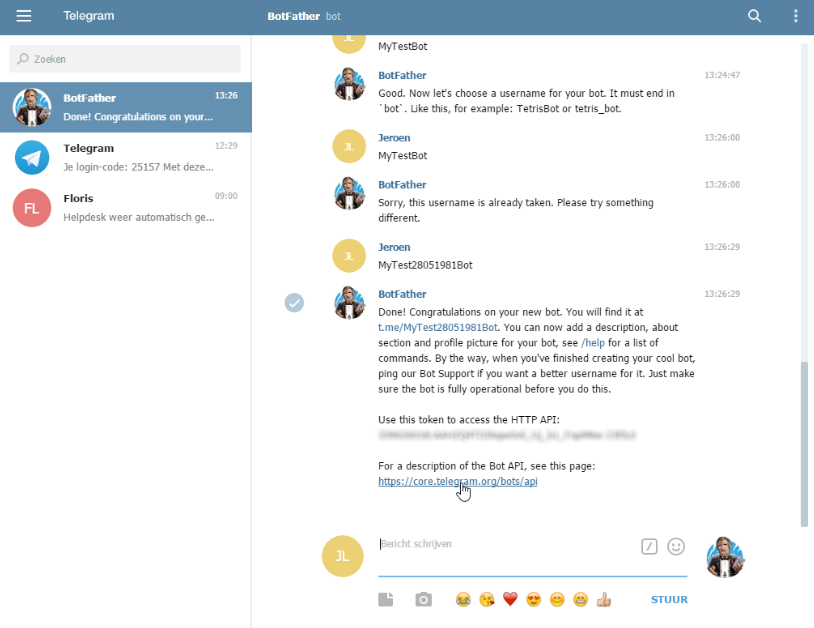 Telegram
BotFather bot
Zoeken
BotFather 13:26
Done! Congratulations on your...
Telegram 12:29
Je login-code: 25157 Met deze...
FL
Floris 09:00
Helpdesk weer automatisch ge...
JL
MyTestBot
BotFather 13:24:47
Good. Now let's choose a username for your bot. It must end in
`bot`. Like this, for example: TetrisBot or tetris_bot.
JL
Jeroen 13:26:00
MyTestBot
BotFather 13:26:00
Sorry, this username is already taken. Please try something
different.
JL
Jeroen 13:26:29
MyTest28051981Bot
BotFather 13:26:29
Done! Congratulations on your new bot. You will find it at
t.me/MyTest28051981Bot. You can now add a description, about
section and profile picture for your bot, see /help for a list of
commands. By the way, when you've finished creating your cool bot,
ping our Bot Support if you want a better username for it. Just make
sure the bot is fully operational before you do this.
Use this token to access the HTTP API:
For a description of the Bot API, see this page:
https://core.telegram.org/bots/api
JL
Bericht schrijven
STUUR